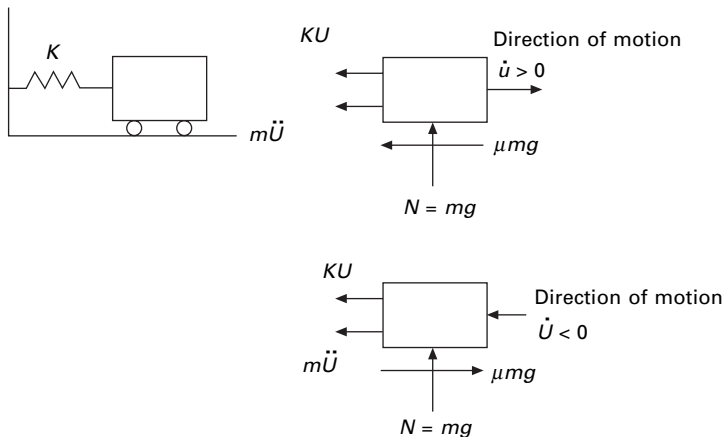 K
KU
Direction of motion
u̇ > 0
mÜ
μmg
N = mg
KU
Direction of motion
U̇ < 0
mÜ
μmg
N = mg